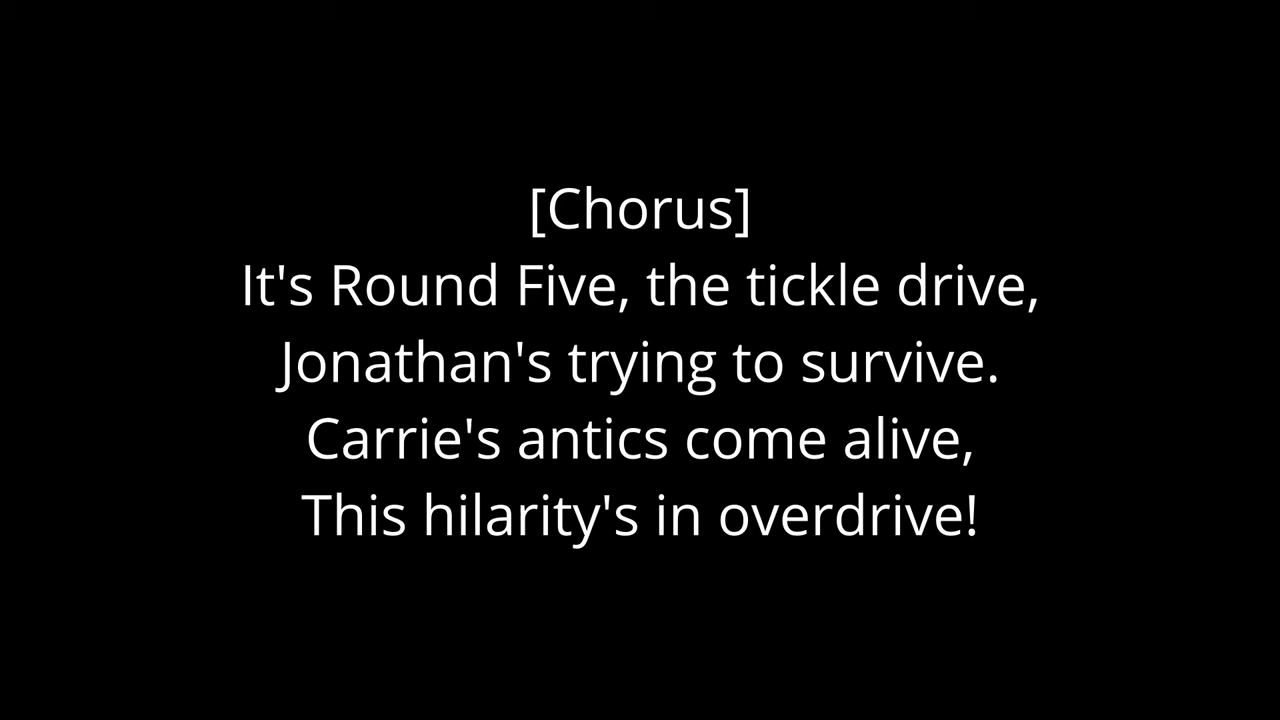 [Chorus]
It's Round Five, the tickle drive,
Jonathan's trying to survive.
Carrie's antics come alive,
This hilarity's in overdrive!